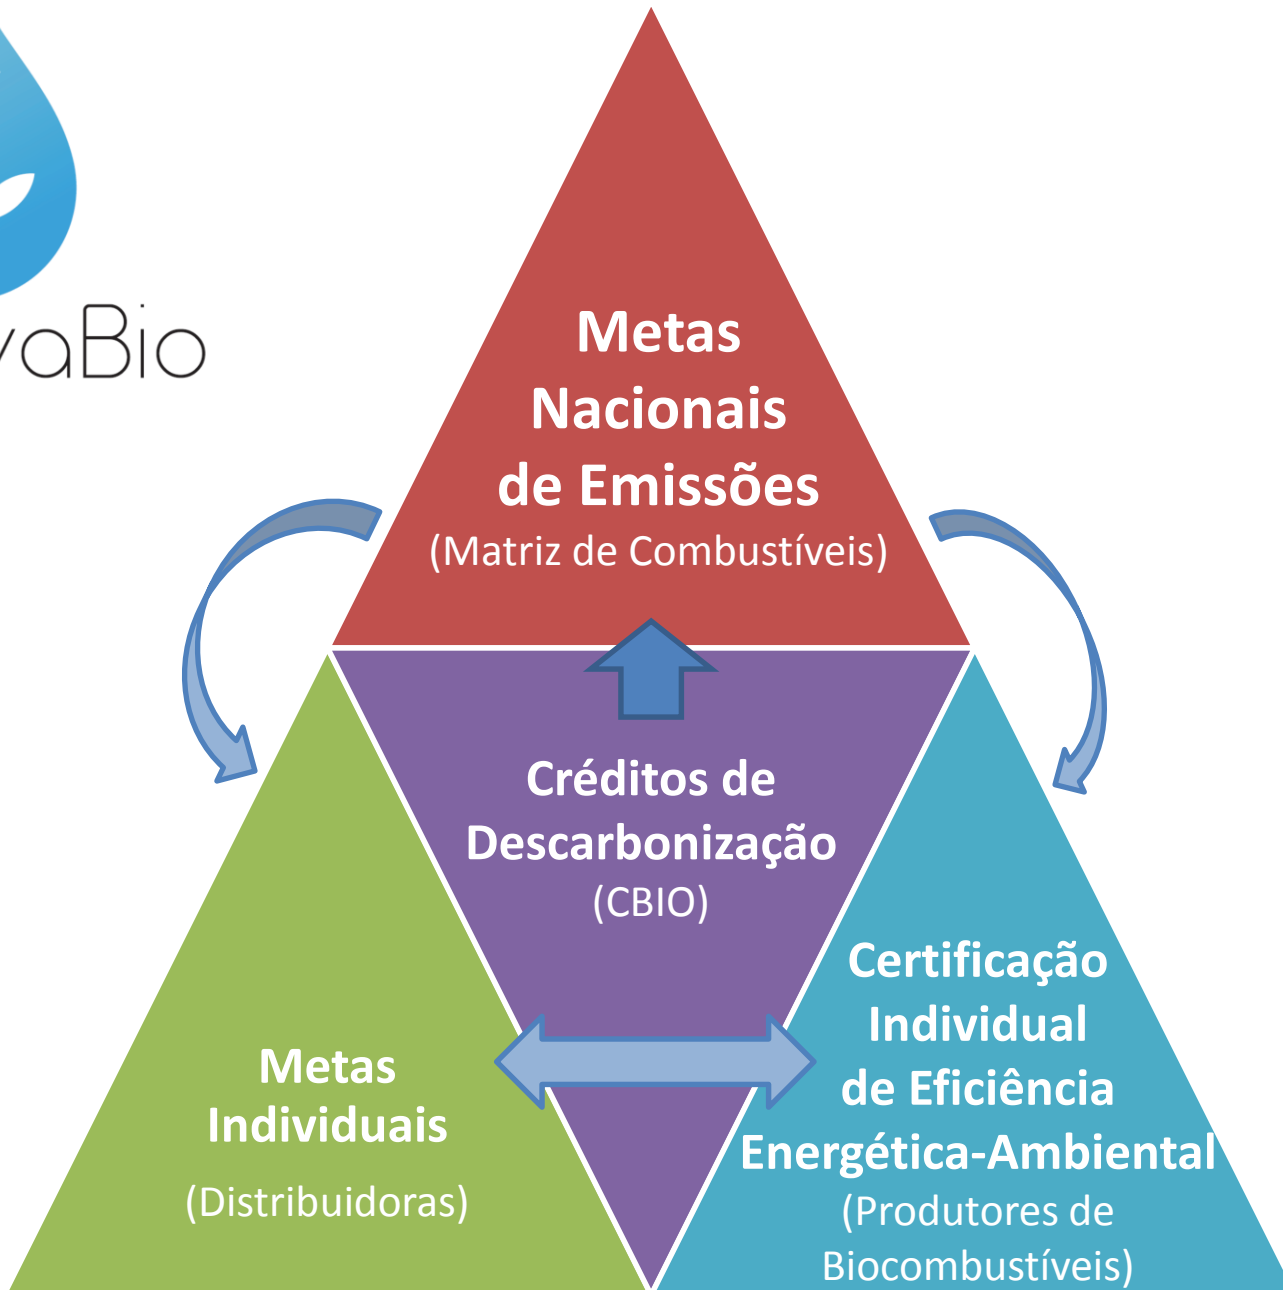 vaBio
Metas
Nacionais
de Emissões
(Matriz de Combustíveis)
Créditos de
Descarbonização
(CBIO)
Metas
Individuais
(Distribuidoras)
Certificação
Individual
de Eficiência
Energética-Ambiental
(Produtores de
Biocombustíveis)